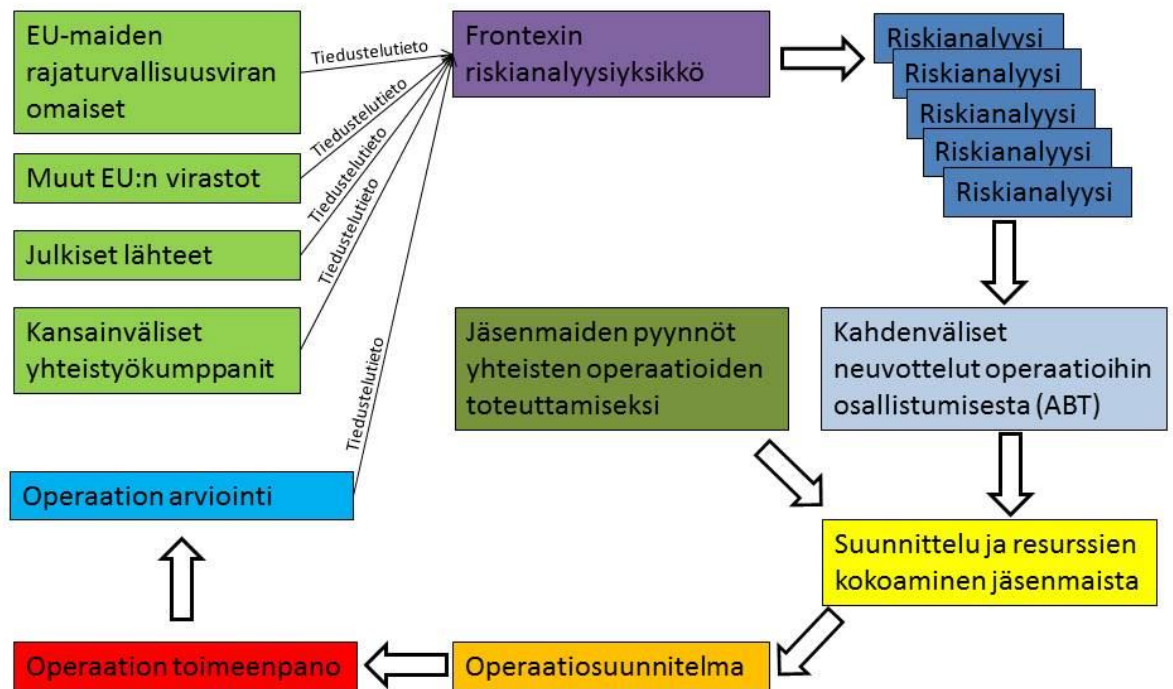 EU-maiden
rajaturvallisuusviran
omaiset
Tiedustelutieto
Frontexin
riskianalyysiyksikkö
Riskianalyysi
Riskianalyysi
Riskianalyysi
Riskianalyysi
Riskianalyysi
Muut EU:n virastot
Tiedustelutieto
Julkiset lähteet
Tiedustelutieto
Kansainväliset
yhteistyökumppanit
Tiedustelutieto
Jäsenmaiden pyynnöt
yhteisten operaatioiden
toteuttamiseksi
Kahdenväliset
neuvottelut operaatioihin
osallistumisesta (ABT)
Tiedustelutieto
Operaation arviointi
Suunnittelu ja resurssien
kokoaminen jäsenmaista
Operaation toimeenpano
Operaatiosuunnitelma